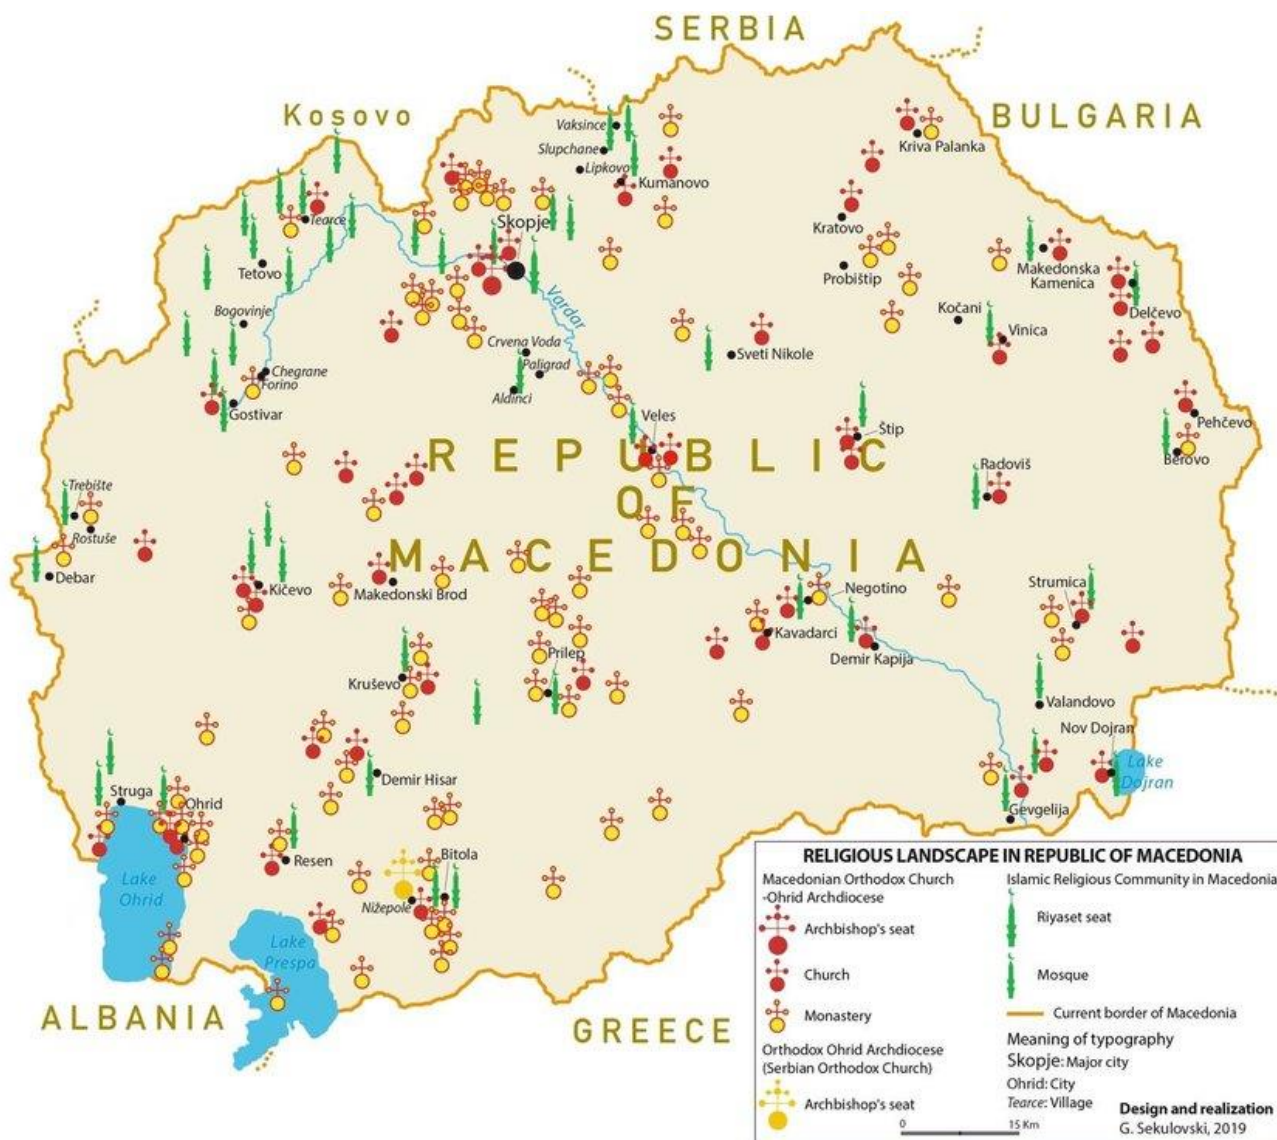 SERBIA
Kosovo
BULGARIA
Vaksince
Slupchane
Lipkovo
Kumanovo
Kriva Palanka
Tearce
Skopje
Kratovo
Tetovo
Probištip
Makedonska
Kamenica
Delčevo
Vardar
Bogovinje
Kočani
Vinica
Crvena Voda
Paligrad
Aldinci
Sveti Nikole
Chegrane
Forino
Gostivar
Veles
Štip
Pehčevo
Berovo
REPUBLIC
OF
MACEDONIA
Radoviš
Trebište
Rostuše
Debar
Kičevo
Makedonski Brod
Negotino
Strumica
Kavadarci
Demir Kapija
Prilep
Kruševo
Valandovo
Nov Dojran
Lake
Dojran
Demir Hisar
Struga
Ohrid
Gevgelija
Resen
Bitola
Nižepole
Lake
Ohrid
Lake
Prespa
ALBANIA
GREECE
RELIGIOUS LANDSCAPE IN REPUBLIC OF MACEDONIA
Macedonian Orthodox Church
-Ohrid Archdiocese
Archbishop's seat
Church
Monastery
Orthodox Ohrid Archdiocese
(Serbian Orthodox Church)
Archbishop's seat
Islamic Religious Community in Macedonia
Riyaset seat
Mosque
Current border of Macedonia
Meaning of typography
Skopje: Major city
Ohrid: City
Tearce: Village
0 15 Km
Design and realization
G. Sekulovski, 2019